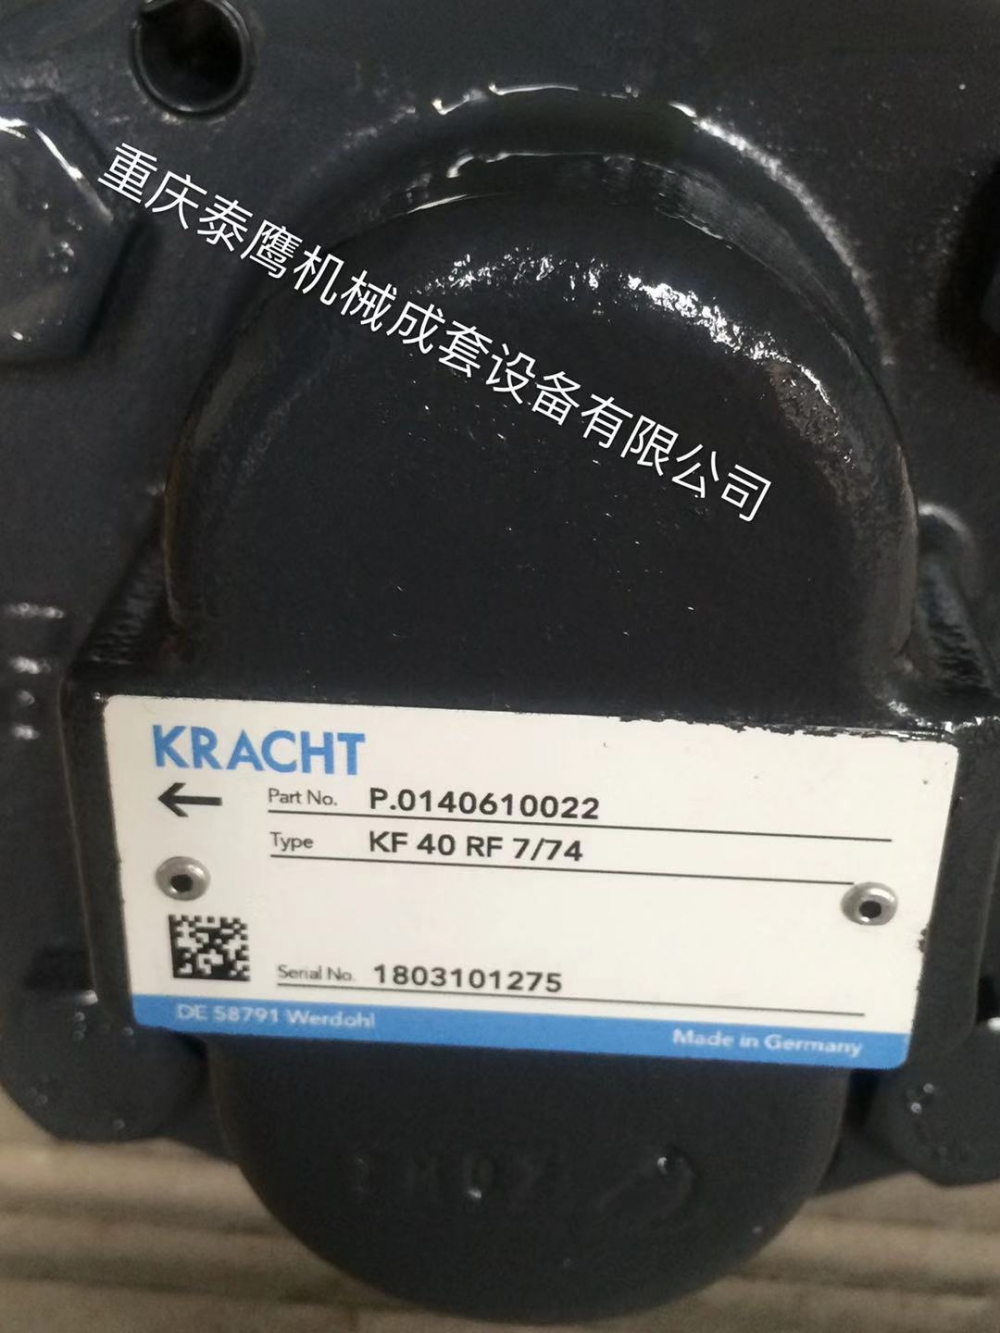 重庆泰鹰机械成套设备有限公司
KRACHT
Part No. P.0140610022
Type KF 40 RF 7/74
Serial No. 1803101275
DE 58791 Werdohl
Made in Germany